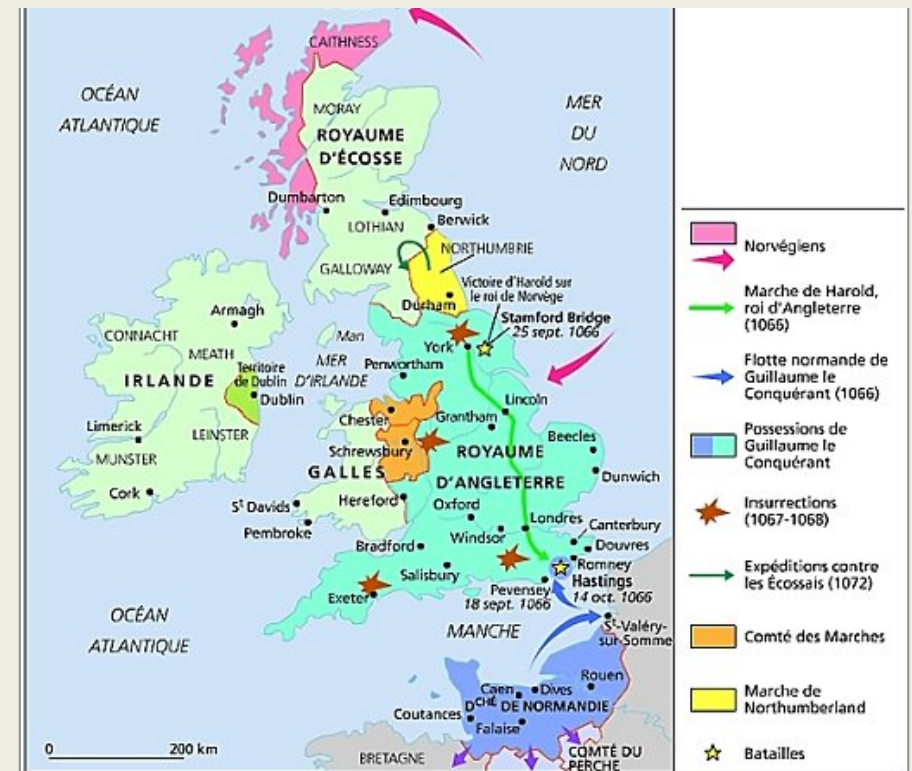 CAITHNESS
OCÉAN
ATLANTIQUE
MER
DU
NORD
MORAY
ROYAUME
D'ÉCOSSE
Dumbarton
Edimbourg
Berwick
LOTHIAN
NORTHUMBRIE
GALLOWAY
Victoire d'Harold sur
le roi de Norvège
Durham
Stamford Bridge
25 sept. 1066
Armagh
Man
York
CONNACHT
MEATH
MER
D'IRLANDE
Penwortham
IRLANDE
Territoire
de Dublin
Dublin
Lincoln
Chester
Grantham
Limerick
LEINSTER
Schrewsbury
ROYAUME
D'ANGLETERRE
Beecles
MUNSTER
GALLES
Dunwich
Cork
St Davids
Hereford
Oxford
Pembroke
Londres
Canterbury
Windsor
Bradford
Douvres
Romney
Salisbury
Hastings
14 oct. 1066
Pevensey
18 sept. 1066
Exeter
OCÉAN
ATLANTIQUE
MANCHE
St-Valéry-
sur-Somme
Rouen
Caen
Dives
DCHÉ DE NORMANDIE
Coutances
Falaise
BRETAGNE
COMTÉ DU
PERCHE
0 200 km
Norvégiens
Marche de Harold,
roi d'Angleterre
(1066)
Flotte normande de
Guillaume le
Conquérant (1066)
Possessions de
Guillaume le
Conquérant
Insurrections
(1067-1068)
Expéditions contre
les Écossais (1072)
Comté des Marches
Marche de
Northumberland
Batailles